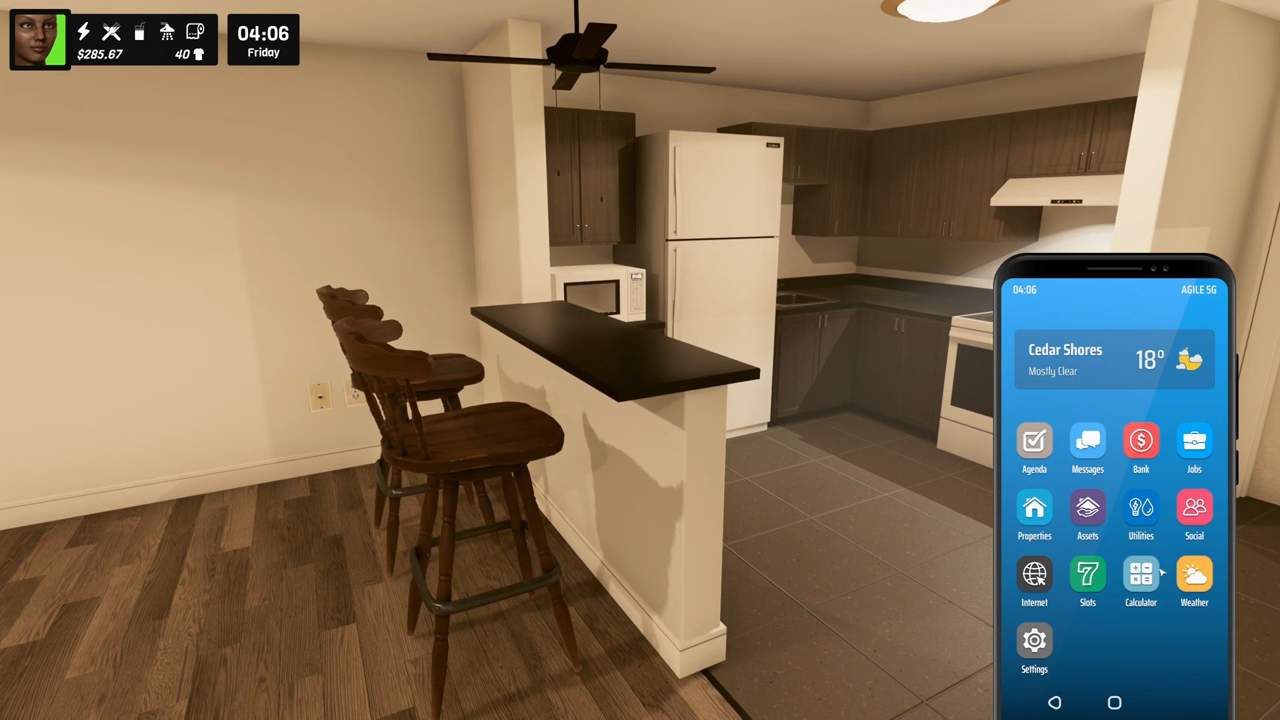 04:06
Friday
$285.67
40
04:06
AGILE 5G
Cedar Shores
18°
Mostly Clear
Agenda
Messages
Bank
Jobs
Properties
Assets
Utilities
Social
Internet
Slots
Calculator
Weather
Settings